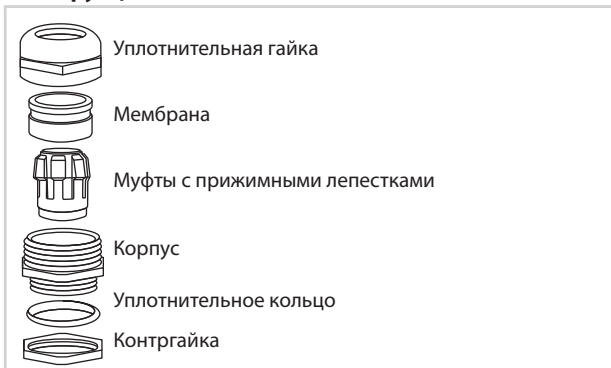 Уплотнительная гайка
Мембрана
Муфты с прижимными лепестками
Корпус
Уплотнительное кольцо
Контргайка